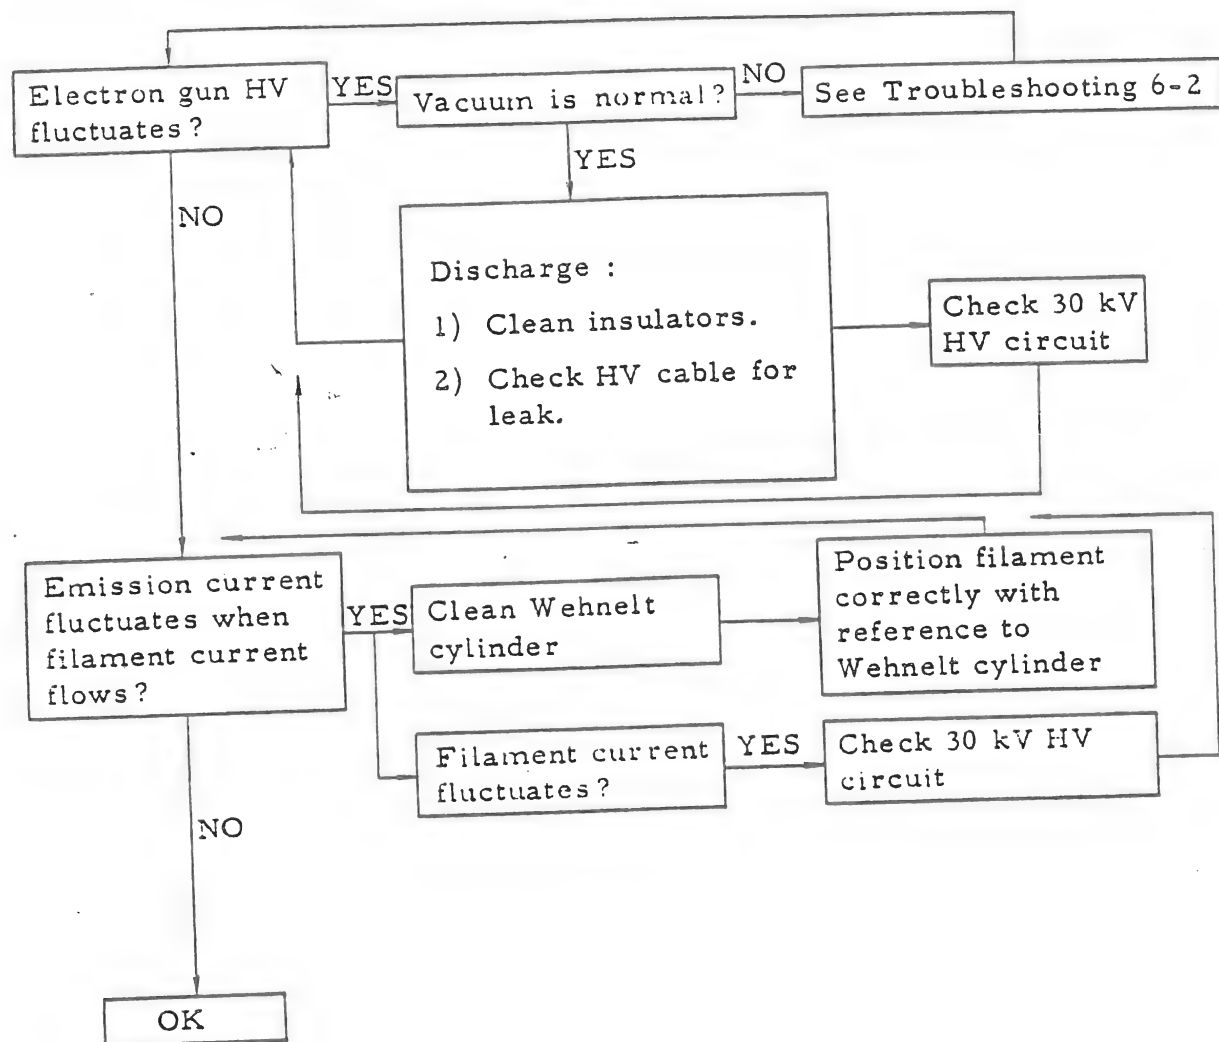 Electron gun HV
fluctuates?
YES
Vacuum is normal?
NO
See Troubleshooting 6-2
YES
NO
Discharge :
1) Clean insulators.
2) Check HV cable for
leak.
Check 30 kV
HV circuit
Emission current
fluctuates when
filament current
flows?
YES
Clean Wehnelt
cylinder
Position filament
correctly with
reference to
Wehnelt cylinder
Filament current
fluctuates?
YES
Check 30 kV HV
circuit
NO
OK